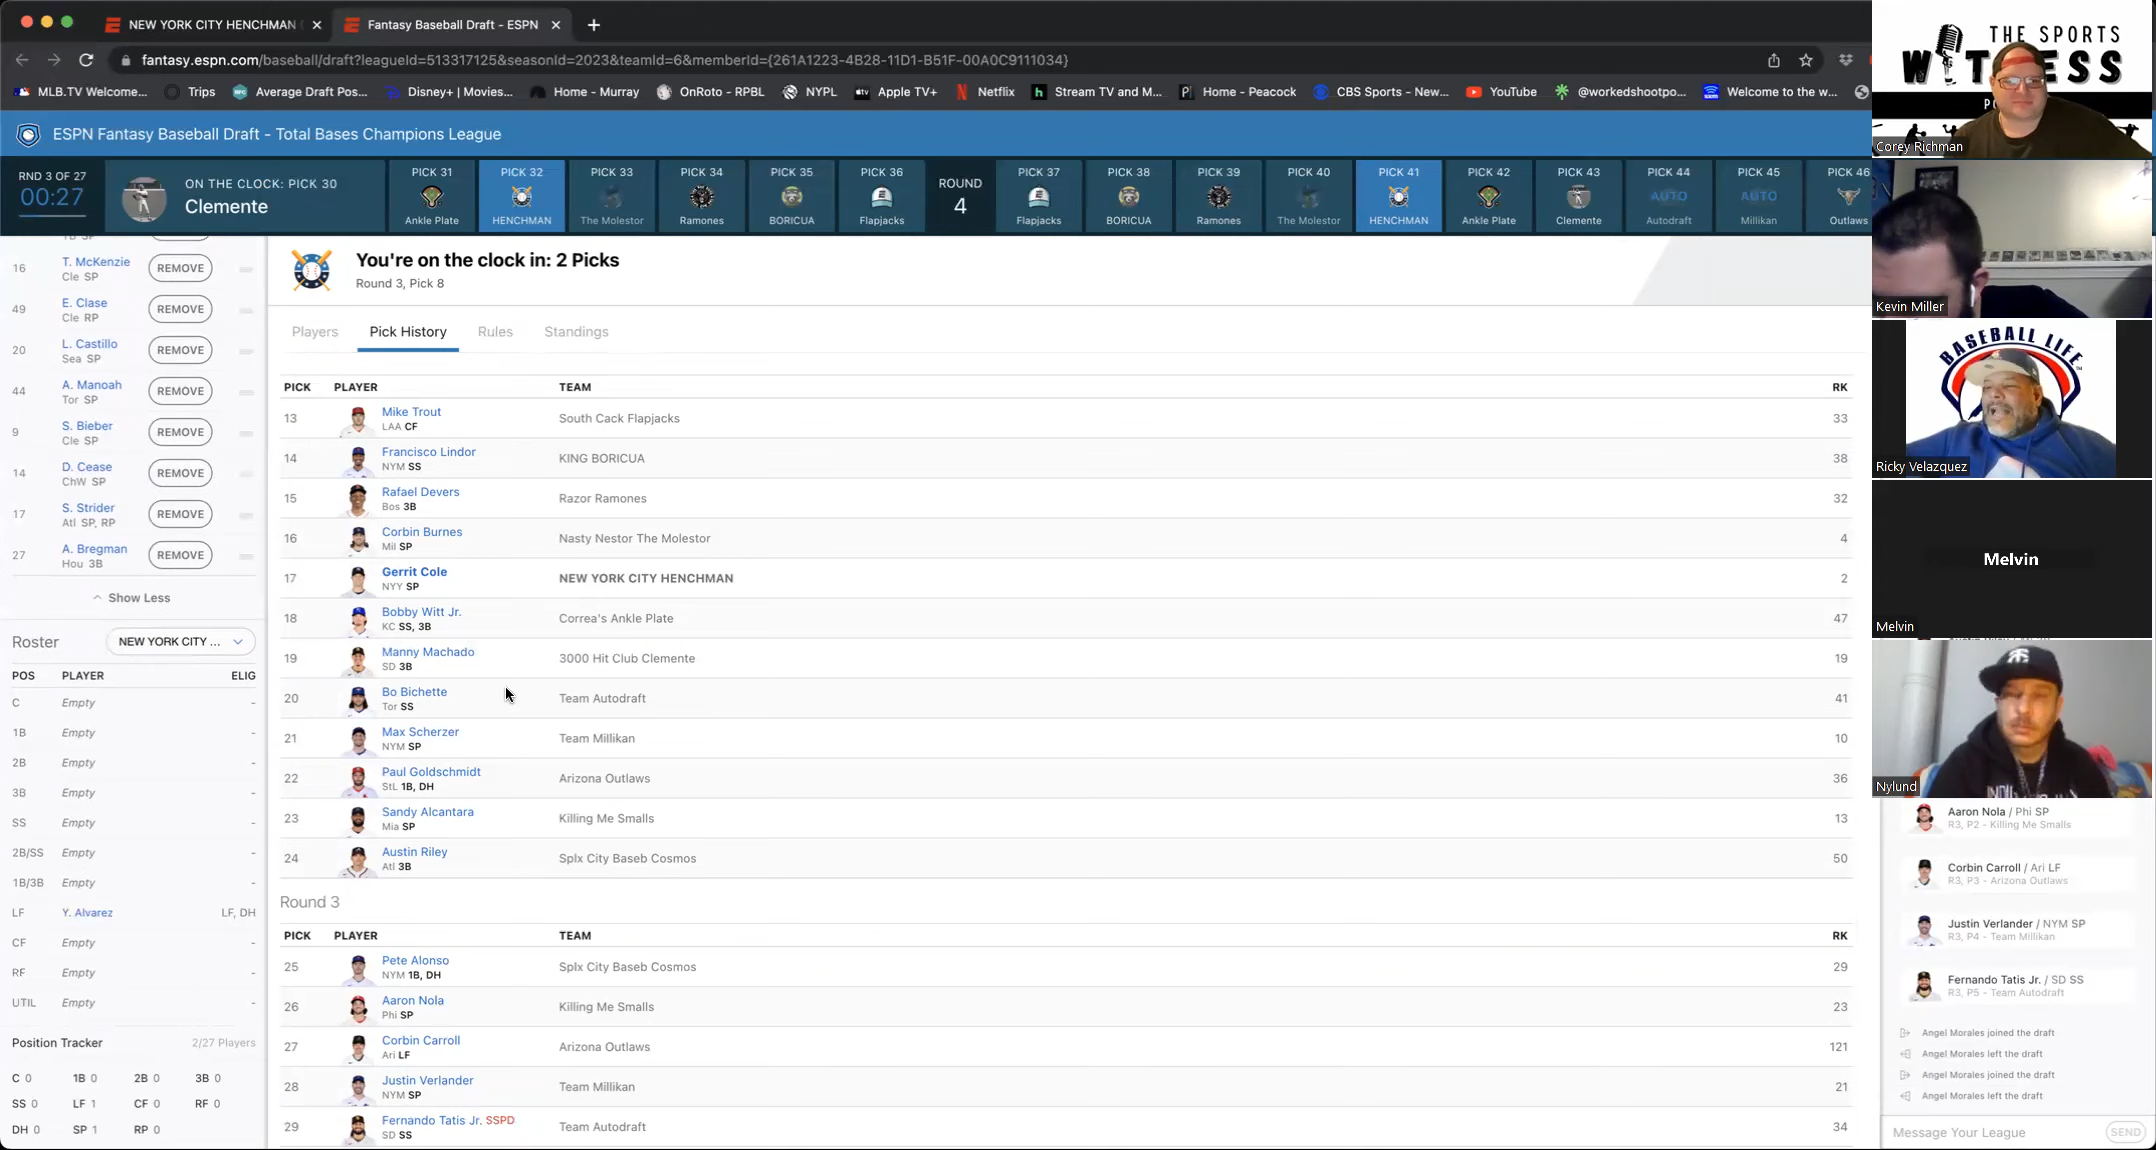 NEW YORK CITY HENCHMAN
Fantasy Baseball Draft - ESPN
fantasy.espn.com/baseball/draft?leagueId=513317125&seasonId=2023&teamId=6&memberId={261A1223-4B28-11D1-B51F-00A0C9111034}
MLB.TV Welcome... Trips Average Draft Pos... Disney+ | Movies... Home - Murray OnRoto - RPBL NYPL Apple TV+ Netflix Stream TV and M... Home - Peacock CBS Sports - New... YouTube @workedshootpo... Welcome to the w...
ESPN Fantasy Baseball Draft - Total Bases Champions League
RND 3 OF 27
00:27
ON THE CLOCK: PICK 30
Clemente
PICK 31
Ankle Plate
PICK 32
HENCHMAN
PICK 33
The Molestor
PICK 34
Ramones
PICK 35
BORICUA
PICK 36
Flapjacks
ROUND
4
PICK 37
Flapjacks
PICK 38
BORICUA
PICK 39
Ramones
PICK 40
The Molestor
PICK 41
HENCHMAN
PICK 42
Ankle Plate
PICK 43
Clemente
PICK 44
AUTO
Autodraft
PICK 45
AUTO
Millikan
PICK 46
Outlaws
16 T. McKenzie REMOVE
Cle SP
49 E. Clase REMOVE
Cle RP
20 L. Castillo REMOVE
Sea SP
44 A. Manoah REMOVE
Tor SP
9 S. Bieber REMOVE
Cle SP
14 D. Cease REMOVE
ChW SP
17 S. Strider REMOVE
Atl SP, RP
27 A. Bregman REMOVE
Hou 3B
Show Less
Roster NEW YORK CITY ...
POS PLAYER ELIG
C Empty -
1B Empty -
2B Empty -
3B Empty -
SS Empty -
2B/SS Empty -
1B/3B Empty -
LF Y. Alvarez LF, DH
CF Empty -
RF Empty -
UTIL Empty -
Position Tracker 2/27 Players
C 0 1B 0 2B 0 3B 0
SS 0 LF 1 CF 0 RF 0
DH 0 SP 1 RP 0
You're on the clock in: 2 Picks
Round 3, Pick 8
Players Pick History Rules Standings
PICK PLAYER TEAM RK
13 Mike Trout South Cack Flapjacks 33
LAA CF
14 Francisco Lindor KING BORICUA 38
NYM SS
15 Rafael Devers Razor Ramones 32
Bos 3B
16 Corbin Burnes Nasty Nestor The Molestor 4
Mil SP
17 Gerrit Cole NEW YORK CITY HENCHMAN 2
NYY SP
18 Bobby Witt Jr. Correa's Ankle Plate 47
KC SS, 3B
19 Manny Machado 3000 Hit Club Clemente 19
SD 3B
20 Bo Bichette Team Autodraft 41
Tor SS
21 Max Scherzer Team Millikan 10
NYM SP
22 Paul Goldschmidt Arizona Outlaws 36
StL 1B, DH
23 Sandy Alcantara Killing Me Smalls 13
Mia SP
24 Austin Riley Splx City Baseb Cosmos 50
Atl 3B
Round 3
PICK PLAYER TEAM RK
25 Pete Alonso Splx City Baseb Cosmos 29
NYM 1B, DH
26 Aaron Nola Killing Me Smalls 23
Phi SP
27 Corbin Carroll Arizona Outlaws 121
Ari LF
28 Justin Verlander Team Millikan 21
NYM SP
29 Fernando Tatis Jr. SSPD Team Autodraft 34
SD SS
THE SPORTS
WITNESS
Corey Richman
Kevin Miller
BASEBALL LIFE
Ricky Velazquez
Melvin
Melvin
Nylund
Aaron Nola / Phi SP
R3, P2 - Killing Me Smalls
Corbin Carroll / Ari LF
R3, P3 - Arizona Outlaws
Justin Verlander / NYM SP
R3, P4 - Team Millikan
Fernando Tatis Jr. / SD SS
R3, P5 - Team Autodraft
Angel Morales joined the draft
Angel Morales left the draft
Angel Morales joined the draft
Angel Morales left the draft
Message Your League SEND